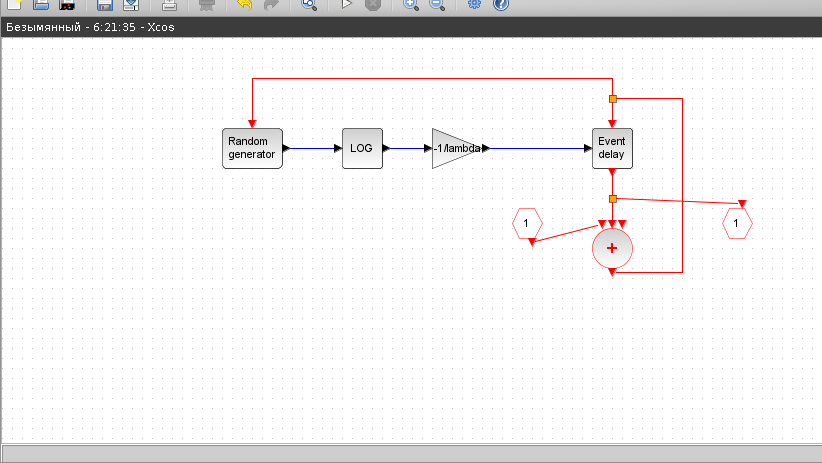 Безымянный - 6:21:35 - Xcos
Random
generator
LOG
-1/lambda
Event
delay
1
1
+